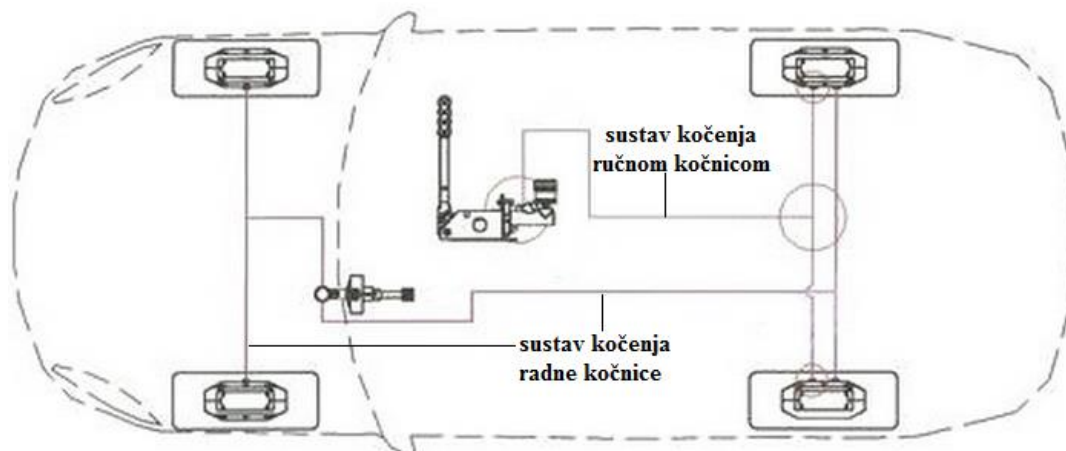 sustav kočenja
ručnom kočnicom
sustav kočenja
radne kočnice